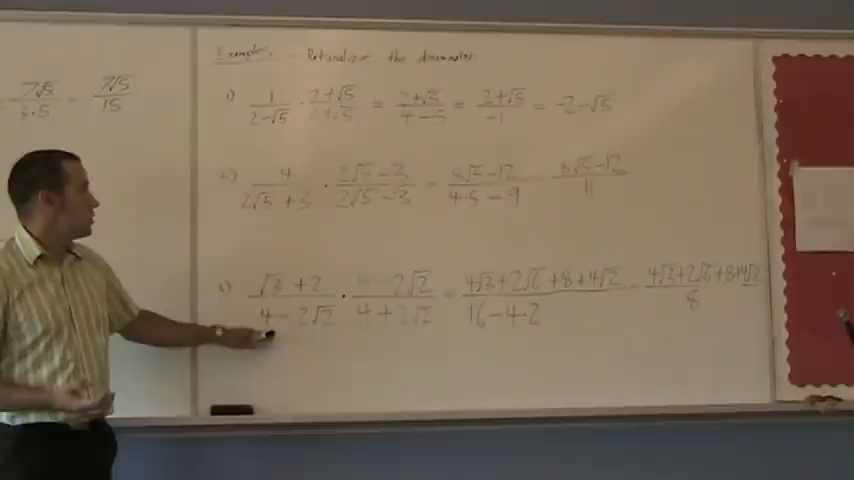 = 7√5/3·5 = 7√5/15
Examples: Rationalize the denominator
1) 1/2-√5 · 2+√5/2+√5 = 2+√5/4-5 = 2+√5/-1 = -2-√5
2) 4/2√5+3 · 2√5-3/2√5-3 = 8√5-12/4·5-9 = 8√5-12/11
3) √3+2/4-2√2 · 4+2√2/4+2√2 = 4√3+2√6+8+4√2/16-4·2 = 4√3+2√6+8+4√2/8